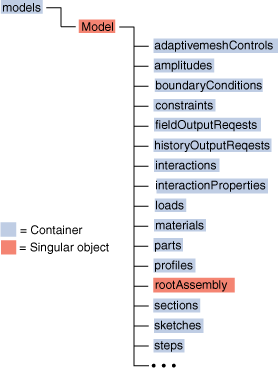 models
Model
adaptivemeshControls
amplitudes
boundaryConditions
constraints
fieldOutputReqests
historyOutputReqests
interactions
interactionProperties
loads
materials
parts
profiles
rootAssembly
sections
sketches
steps
= Container
= Singular object